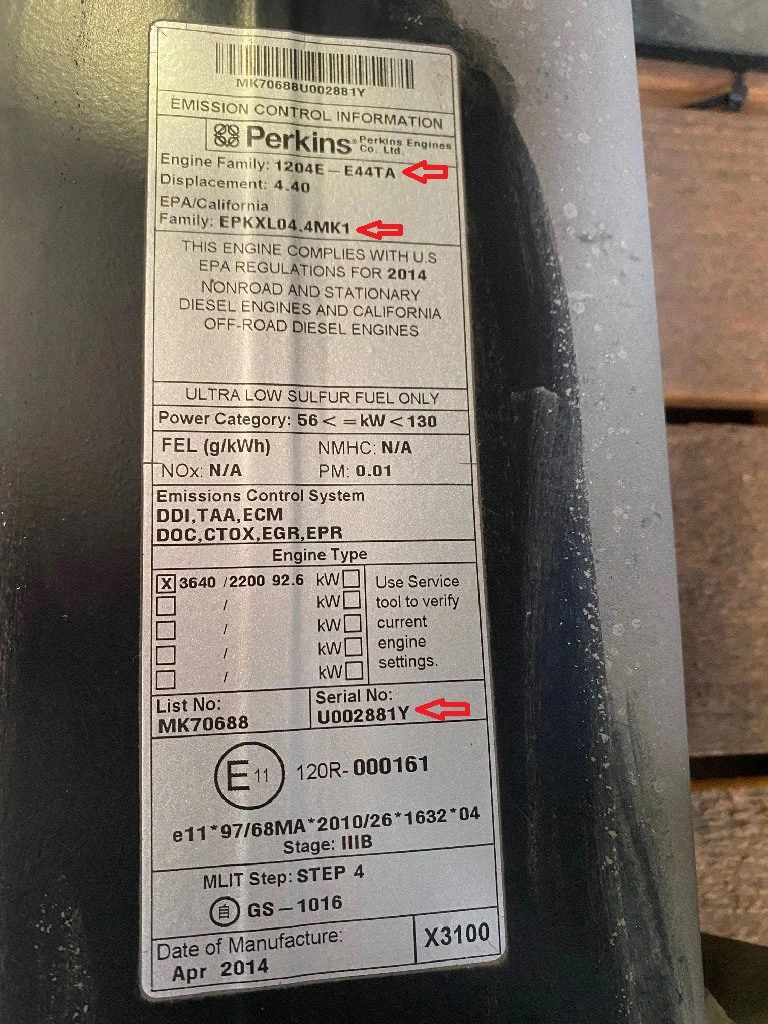 MK70688U002881Y
EMISSION CONTROL INFORMATION
Perkins® Perkins Engines Co. Ltd.
Engine Family: 1204E – E44TA
Displacement: 4.40
EPA/California
Family: EPKXL04.4MK1
THIS ENGINE COMPLIES WITH U.S
EPA REGULATIONS FOR 2014
NONROAD AND STATIONARY
DIESEL ENGINES AND CALIFORNIA
OFF-ROAD DIESEL ENGINES
ULTRA LOW SULFUR FUEL ONLY
Power Category: 56 < = kW < 130
FEL (g/kWh) NMHC: N/A
NOx: N/A PM: 0.01
Emissions Control System
DDI,TAA,ECM
DOC,CTOX,EGR,EPR
Engine Type
X 3640 /2200 92.6 kW Use Service
/ kW tool to verify
/ kW current
/ kW engine
/ kW settings.
List No: Serial No:
MK70688 U002881Y
E11 120R-000161
e11*97/68MA*2010/26*1632*04
Stage: IIIB
MLIT Step: STEP 4
GS – 1016
Date of Manufacture: X3100
Apr 2014